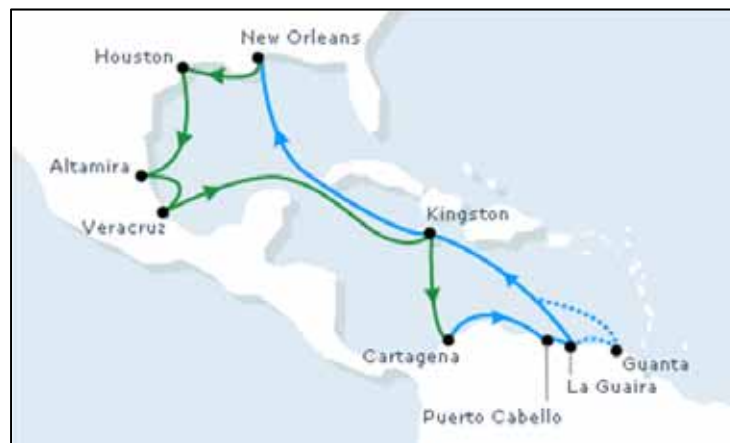 New Orleans
Houston
Altamira
Veracruz
Kingston
Cartagena
Guanta
La Guaira
Puerto Cabello